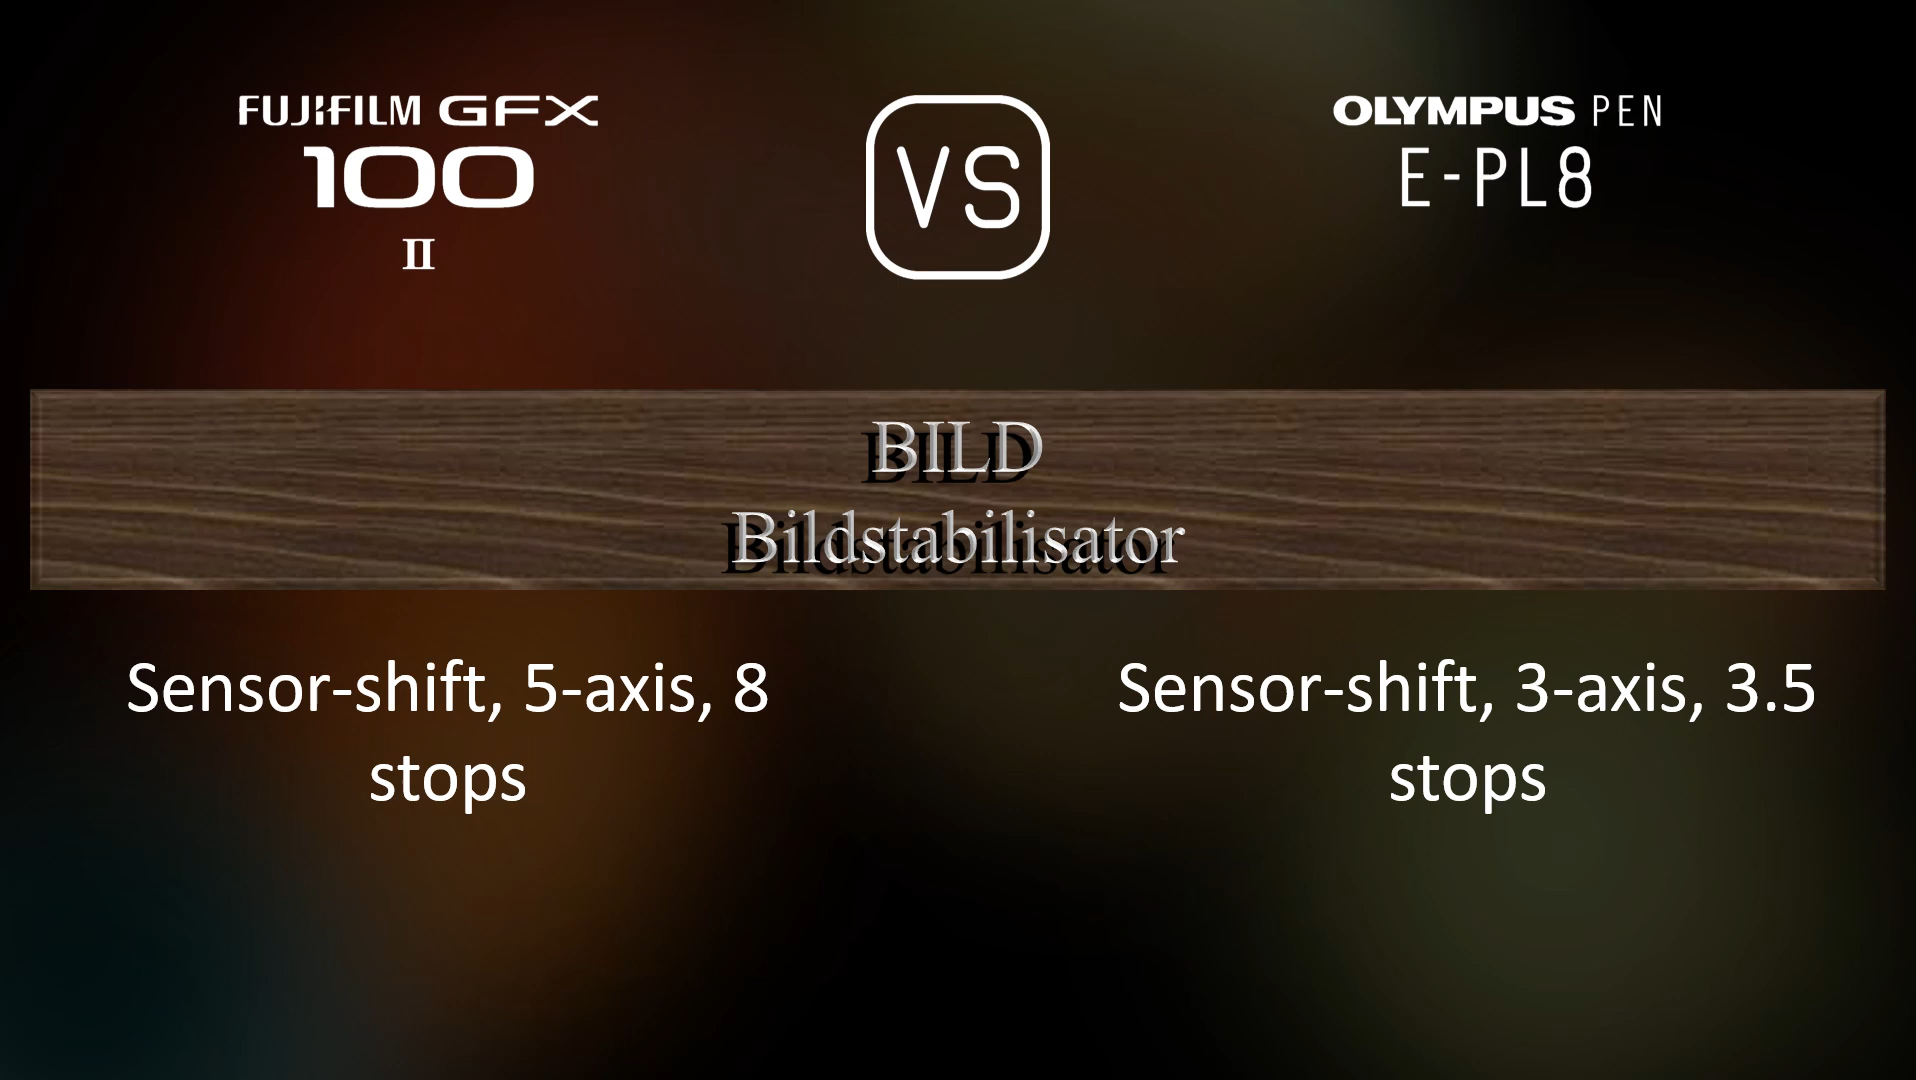 FUJIFILM GFX
100
II
VS
OLYMPUS PEN
E-PL8
BILD
Bildstabilisator
Sensor-shift, 5-axis, 8
stops
Sensor-shift, 3-axis, 3.5
stops